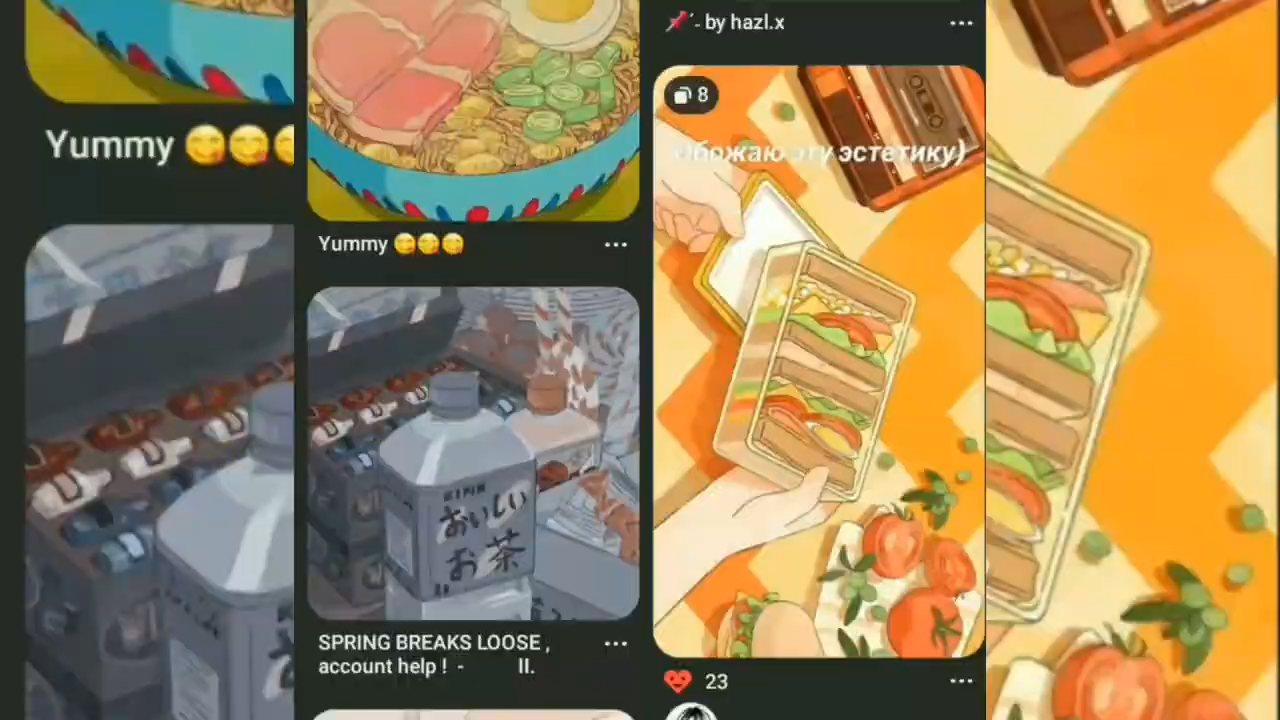 Yummy 😋😋😋
Yummy 😋😋😋
おいしい
お茶
SPRING BREAKS LOOSE ,
account help ! - II.
📌´- by hazl.x
8
Обожаю эту эстетику)
23